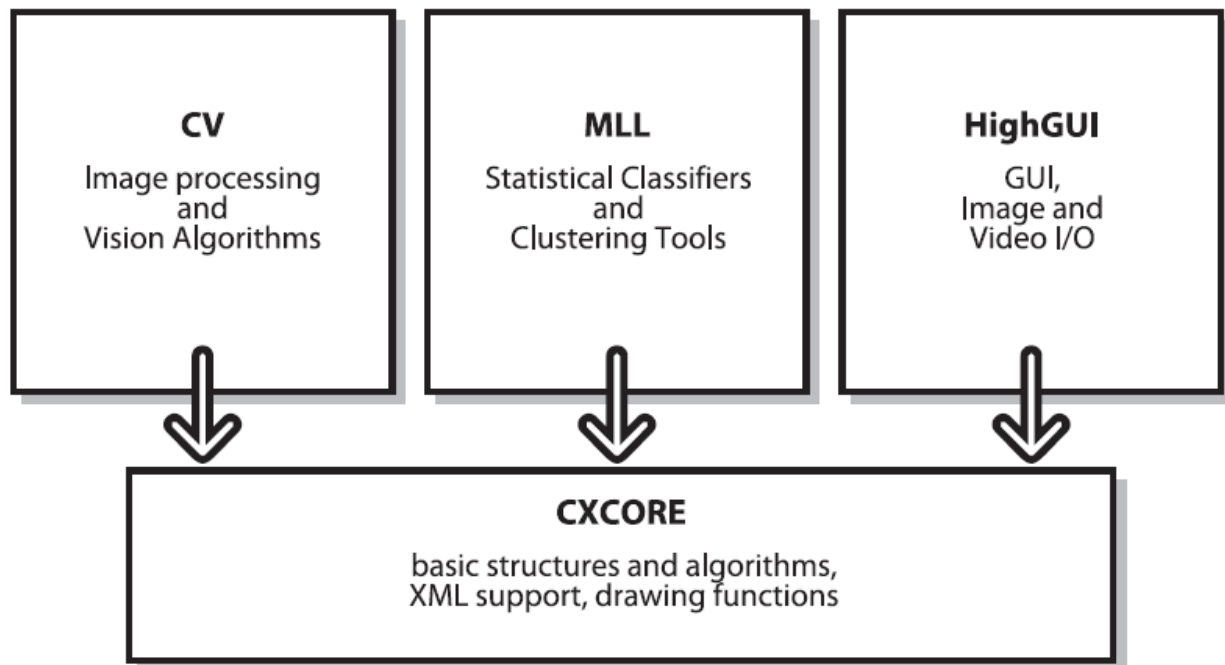 CV
Image processing
and
Vision Algorithms
MLL
Statistical Classifiers
and
Clustering Tools
HighGUI
GUI,
Image and
Video I/O
CXCORE
basic structures and algorithms,
XML support, drawing functions